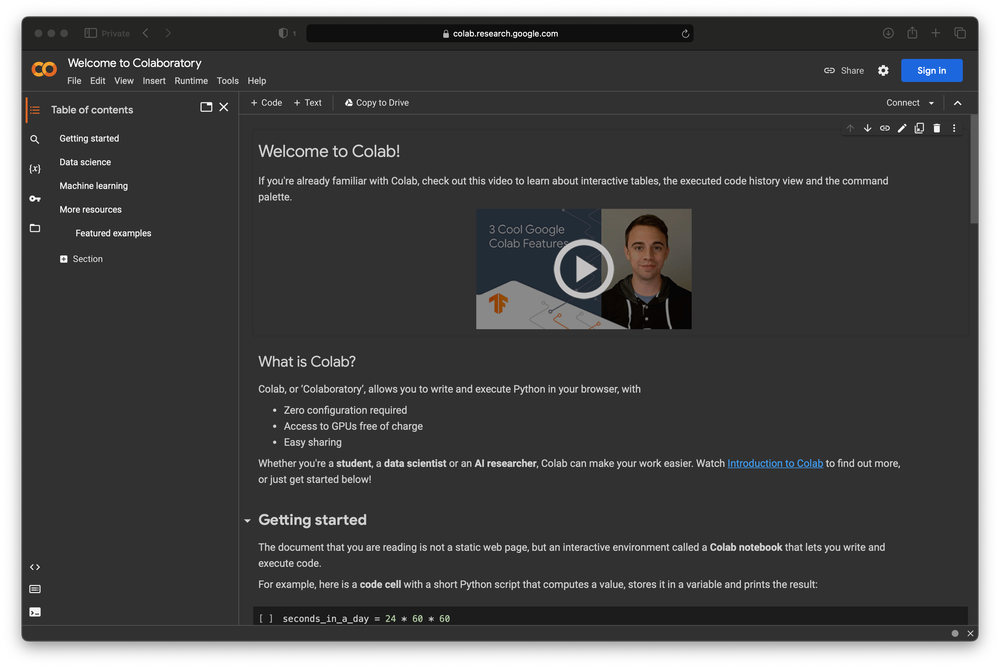 Private
1
colab.research.google.com
Welcome to Colaboratory
File Edit View Insert Runtime Tools Help
Share
Sign in
Table of contents
Getting started
Data science
Machine learning
More resources
Featured examples
Section
+ Code + Text
Copy to Drive
Connect
Welcome to Colab!
If you're already familiar with Colab, check out this video to learn about interactive tables, the executed code history view and the command
palette.
3 Cool Google
Colab Features
What is Colab?
Colab, or ‘Colaboratory’, allows you to write and execute Python in your browser, with
• Zero configuration required
• Access to GPUs free of charge
• Easy sharing
Whether you're a student, a data scientist or an AI researcher, Colab can make your work easier. Watch Introduction to Colab to find out more,
or just get started below!
Getting started
The document that you are reading is not a static web page, but an interactive environment called a Colab notebook that lets you write and
execute code.
For example, here is a code cell with a short Python script that computes a value, stores it in a variable and prints the result:
[ ] seconds_in_a_day = 24 * 60 * 60